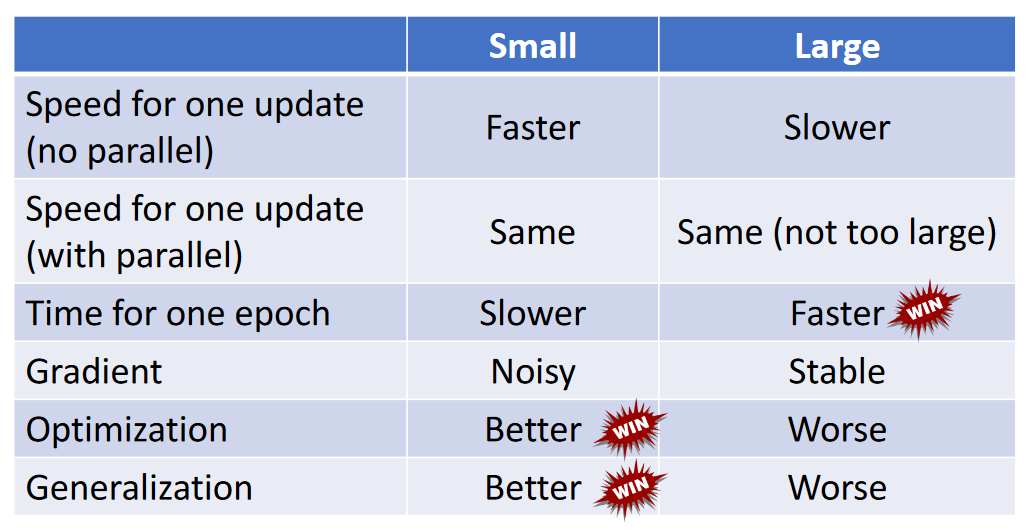 Small Large
Speed for one update
(no parallel)
Faster Slower
Speed for one update
(with parallel)
Same Same (not too large)
Time for one epoch Slower Faster WIN
Gradient Noisy Stable
Optimization Better WIN Worse
Generalization Better WIN Worse